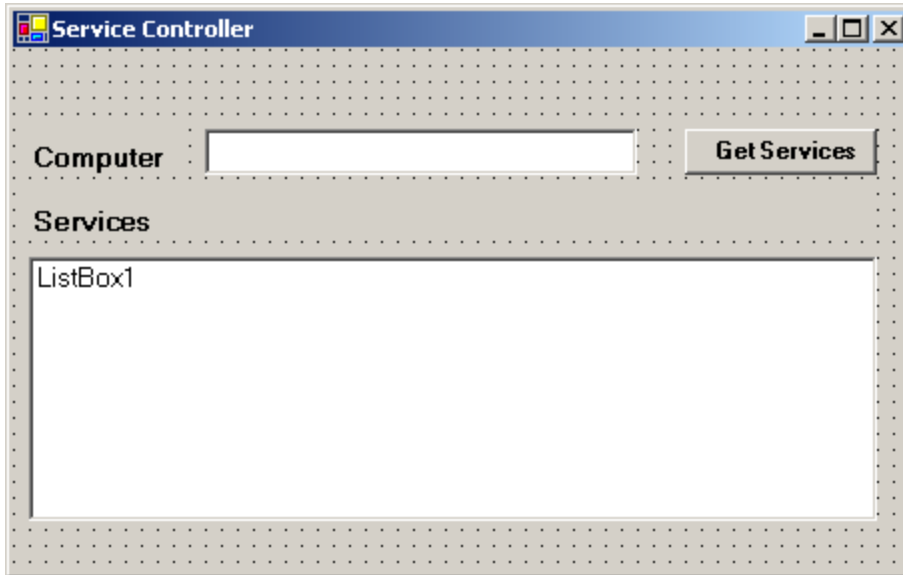 Service Controller
Computer
Get Services
Services
ListBox1